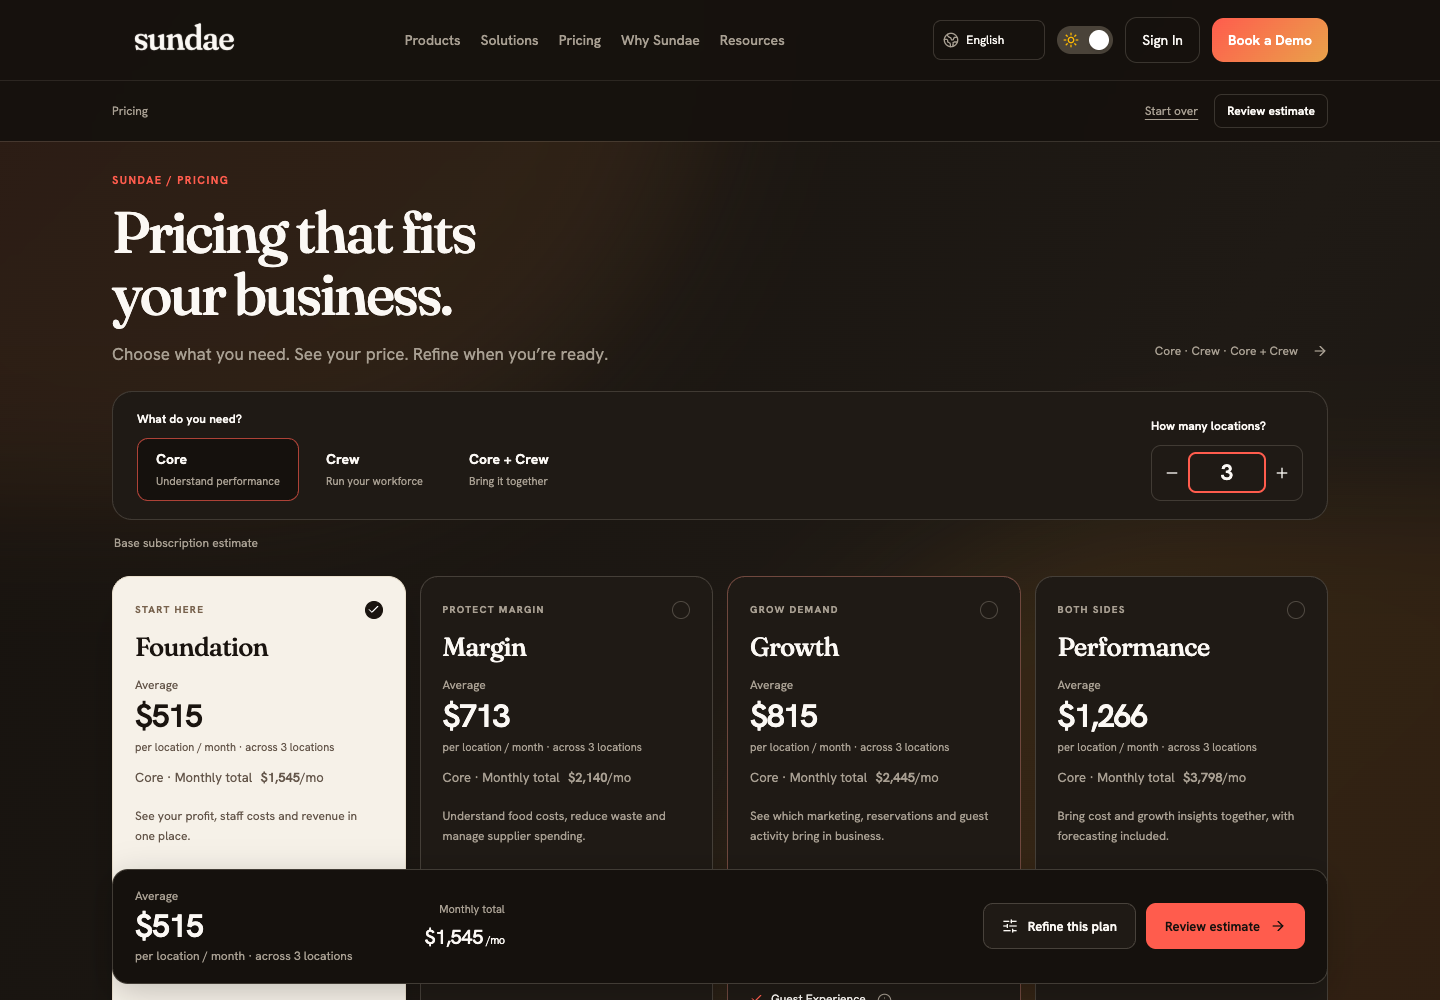 sundae
Products
Solutions
Pricing
Why Sundae
Resources
English
Sign In
Book a Demo
Pricing
Start over
Review estimate
SUNDAE / PRICING
Pricing that fits
your business.
Choose what you need. See your price. Refine when you’re ready.
Core · Crew · Core + Crew
What do you need?
Core
Understand performance
Crew
Run your workforce
Core + Crew
Bring it together
How many locations?
3
Base subscription estimate
START HERE
Foundation
Average
$515
per location / month · across 3 locations
Core · Monthly total $1,545/mo
See your profit, staff costs and revenue in
one place.
PROTECT MARGIN
Margin
Average
$713
per location / month · across 3 locations
Core · Monthly total $2,140/mo
Understand food costs, reduce waste and
manage supplier spending.
GROW DEMAND
Growth
Average
$815
per location / month · across 3 locations
Core · Monthly total $2,445/mo
See which marketing, reservations and guest
activity bring in business.
BOTH SIDES
Performance
Average
$1,266
per location / month · across 3 locations
Core · Monthly total $3,798/mo
Bring cost and growth insights together, with
forecasting included.
Average
$515
per location / month · across 3 locations
Monthly total
$1,545 /mo
Refine this plan
Review estimate
Guest Experience